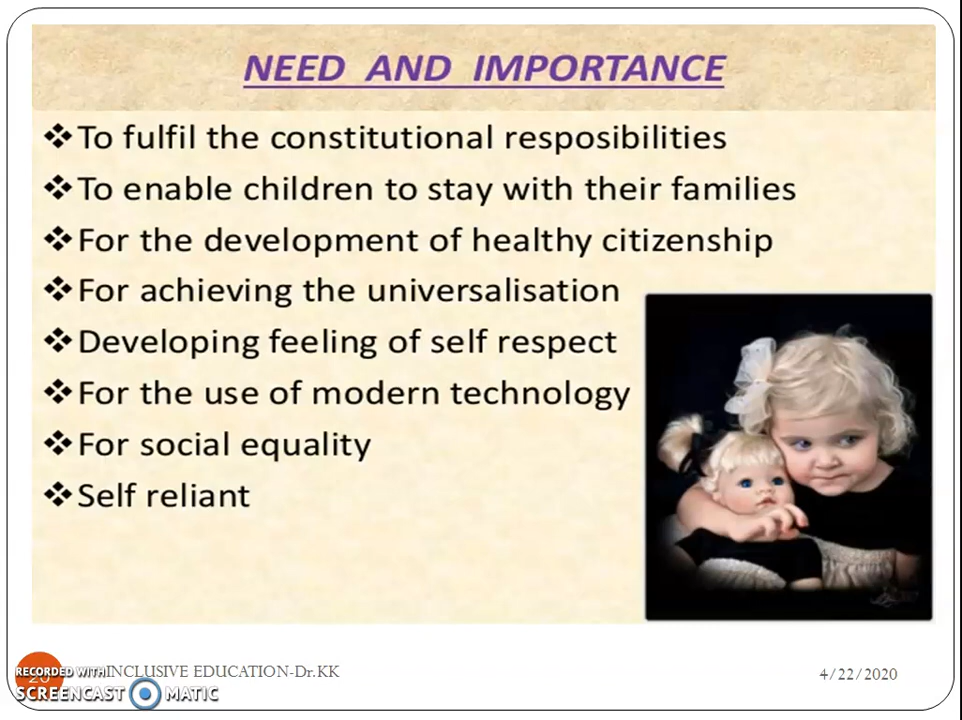 NEED AND IMPORTANCE
❖To fulfil the constitutional resposibilities
❖To enable children to stay with their families
❖For the development of healthy citizenship
❖For achieving the universalisation
❖Developing feeling of self respect
❖For the use of modern technology
❖For social equality
❖Self reliant
INCLUSIVE EDUCATION-Dr.KK
4/22/2020
RECORDED WITH
SCREENCAST MATIC